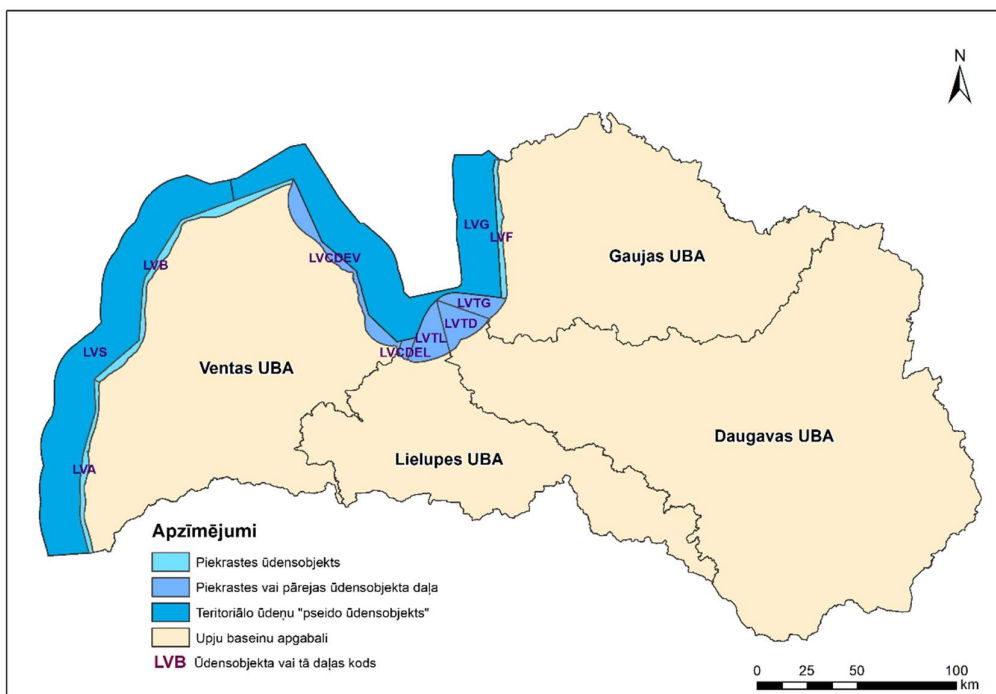 N
LVG
LVF
Gaujas UBA
LVB
LVCDEV
LVTG
LVTD
LVTL
LVCDEL
LVS
Ventas UBA
Daugavas UBA
Lielupes UBA
LVA
Apzīmējumi
Piekrastes ūdensobjekts
Piekrastes vai pārejas ūdensobjekta daļa
Teritoriālo ūdeņu "pseido ūdensobjekts"
Upju baseinu apgabali
LVB Ūdensobjekta vai tā daļas kods
0 25 50 100
km